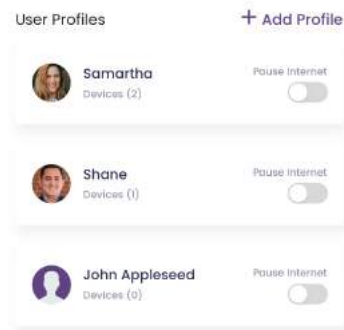 User Profiles + Add Profile
Samartha Pause Internet
Devices (2)
Shane Pause Internet
Devices (1)
John Appleseed Pause Internet
Devices (0)